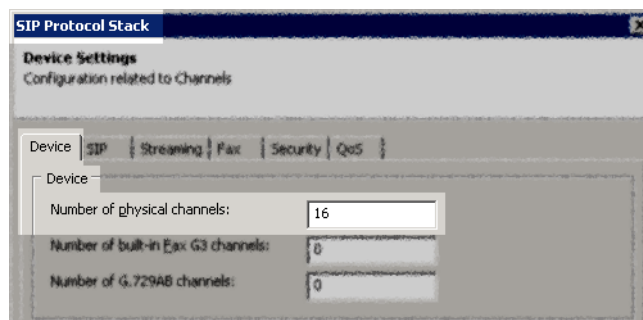 SIP Protocol Stack
Device Settings
Configuration related to Channels
Device SIP Streaming Fax Security QoS
Device
Number of physical channels: 16
Number of built-in Fax G3 channels: 0
Number of G.729AB channels: 0